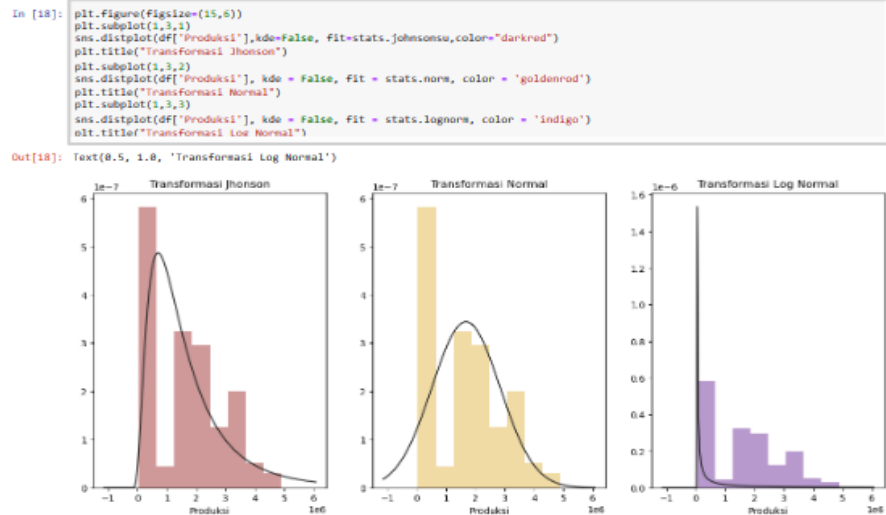 In [18]: plt.figure(figsize=(15,6))
plt.subplot(1,3,1)
sns.distplot(df['Produksi'],kde=False, fit=stats.johnsonsu,color="darkred")
plt.title("Transformasi Jhonson")
plt.subplot(1,3,2)
sns.distplot(df['Produksi'], kde = False, fit = stats.norm, color = 'goldenrod')
plt.title("Transformasi Normal")
plt.subplot(1,3,3)
sns.distplot(df['Produksi'], kde = False, fit = stats.lognorm, color = 'indigo')
plt.title("Transformasi Log Normal")
Out[18]: Text(0.5, 1.0, 'Transformasi Log Normal')
1e-7 Transformasi Jhonson
6
5
4
3
2
1
0
-1 0 1 2 3 4 5 6
Produksi 1e6
1e-7 Transformasi Normal
6
5
4
3
2
1
0
-1 0 1 2 3 4 5 6
Produksi 1e6
1e-6 Transformasi Log Normal
1.6
1.4
1.2
1.0
0.8
0.6
0.4
0.2
0.0
-1 0 1 2 3 4 5 6
Produksi 1e6